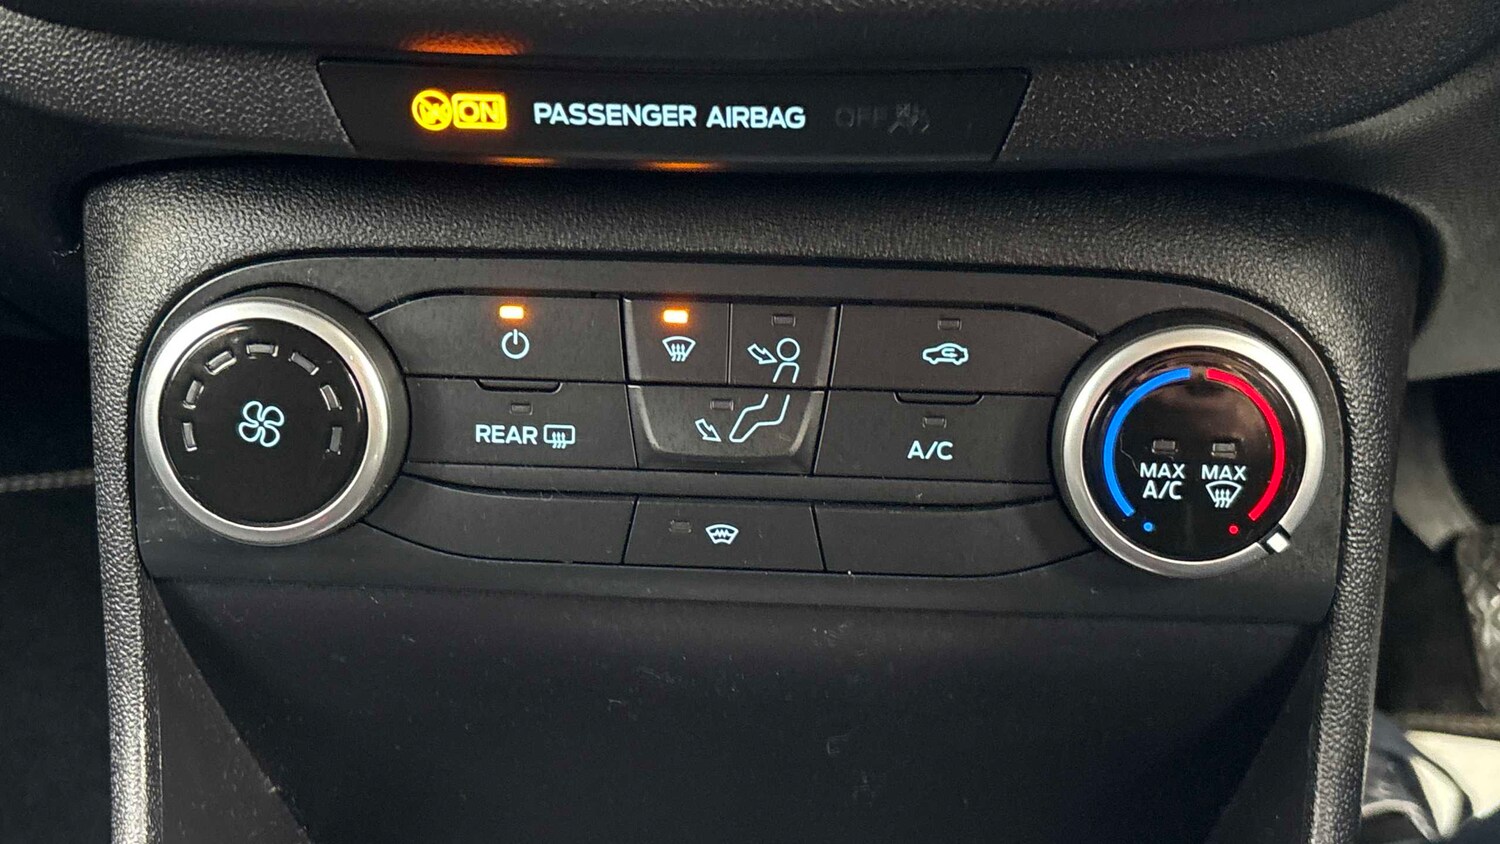 ON PASSENGER AIRBAG OFF
REAR
A/C
MAX A/C
MAX